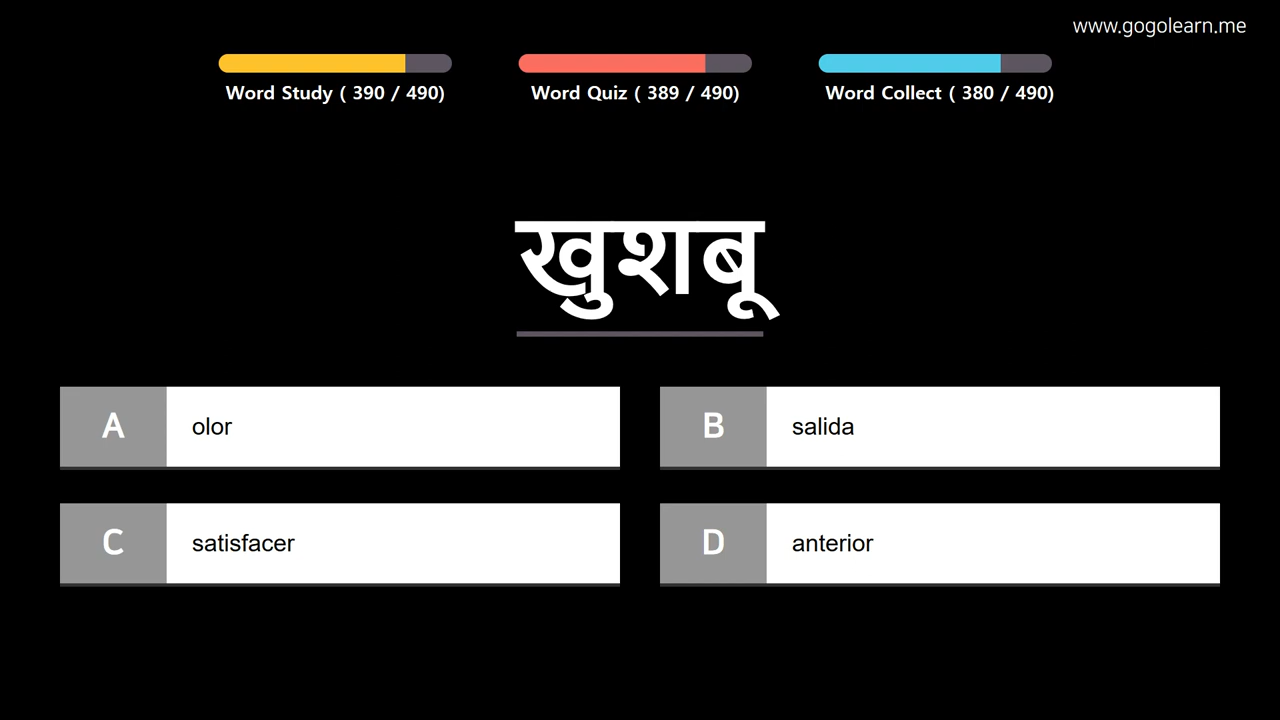 www.gogolearn.me
Word Study ( 390 / 490)
Word Quiz ( 389 / 490)
Word Collect ( 380 / 490)
खुशबू
A olor
B salida
C satisfacer
D anterior